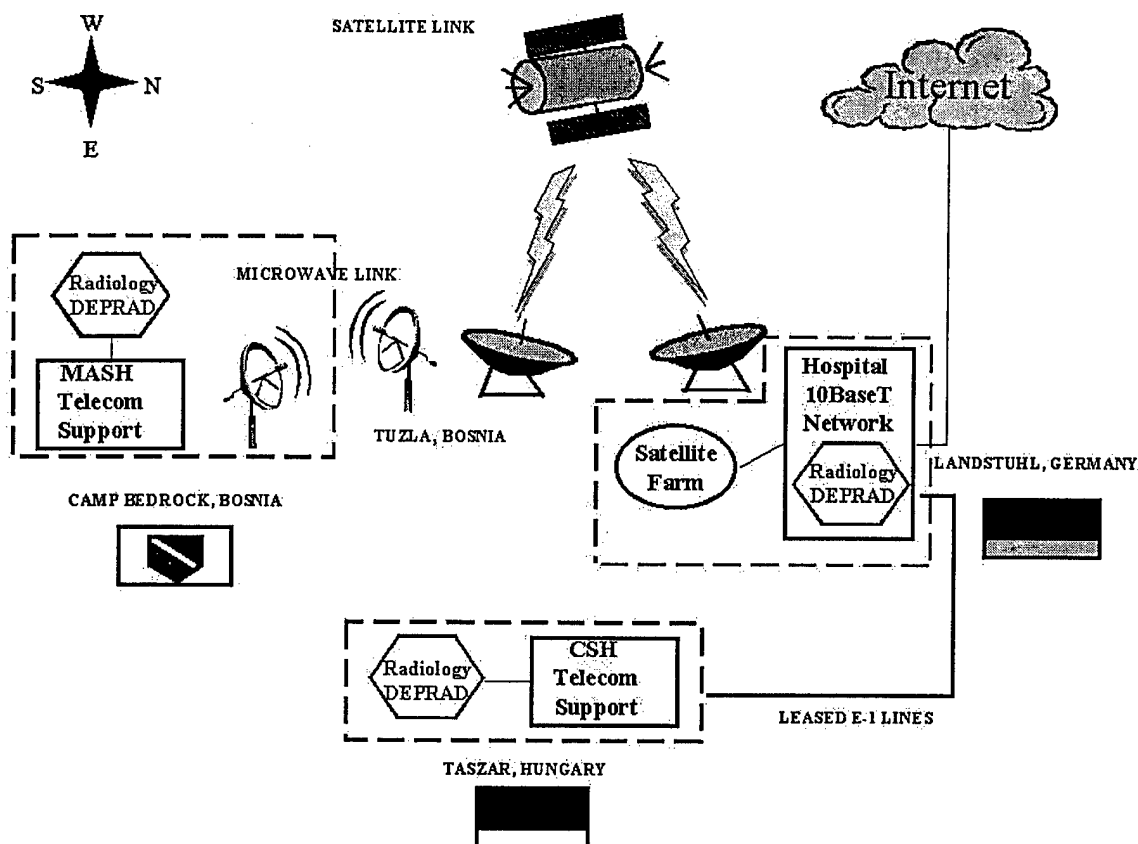 W
S
N
E
SATELLITE LINK
Internet
Radiology
DEPRAD
MASH
Telecom
Support
MICROWAVE LINK
TUZLA, BOSNIA
CAMP BEDROCK, BOSNIA
Satellite
Farm
Hospital
10BaseT
Network
Radiology
DEPRAD
LANDSTUHL, GERMANY
Radiology
DEPRAD
CSH
Telecom
Support
LEASED E-1 LINES
TASZAR, HUNGARY